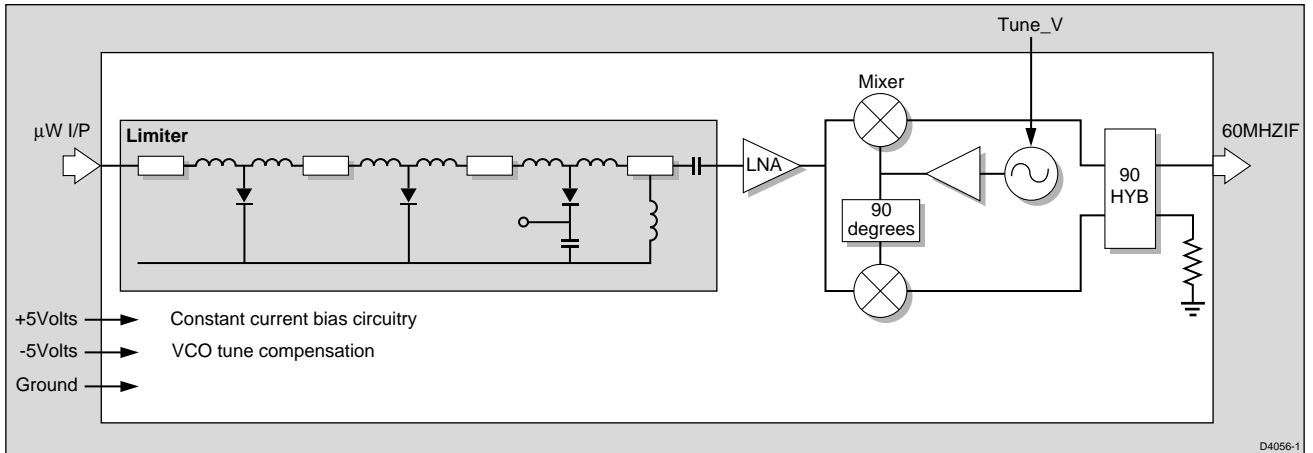 Tune_V
Mixer
µW I/P
Limiter
60MHZIF
LNA
90
HYB
90
degrees
+5Volts
Constant current bias circuitry
-5Volts
VCO tune compensation
Ground
D4056-1